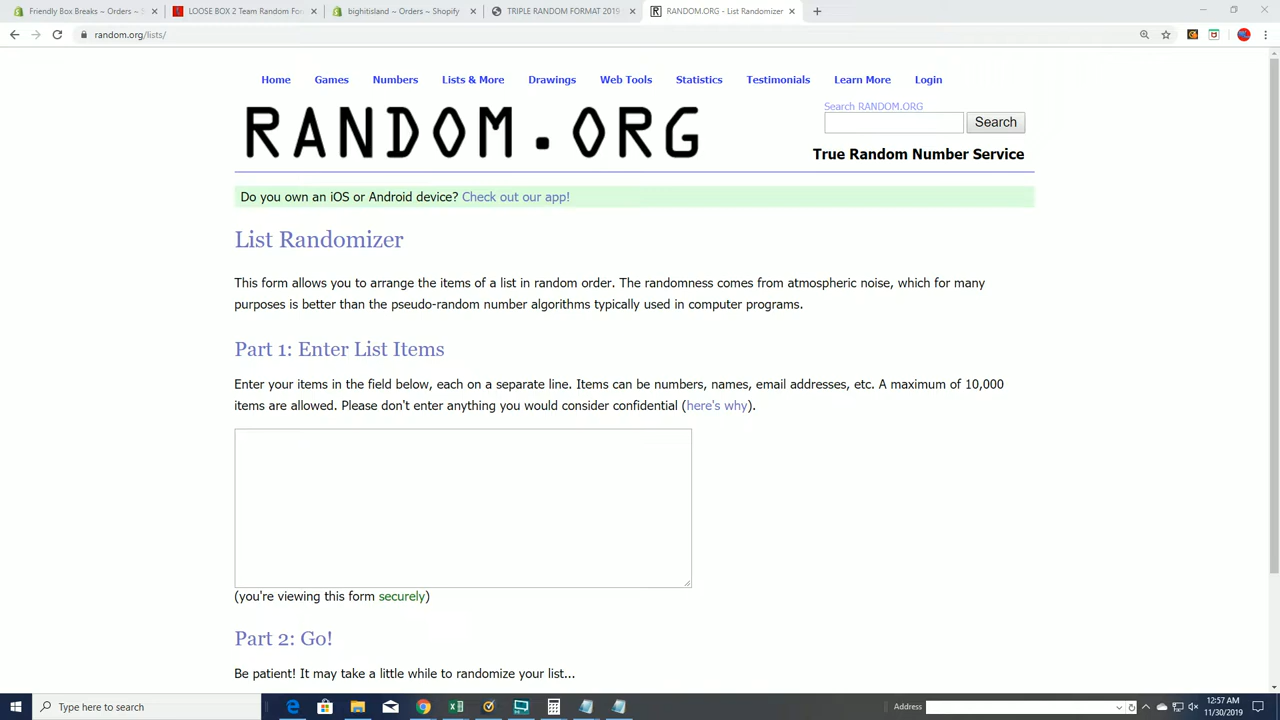 Friendly Box Breaks ~ Orders ~ S
LOOSE BOX 2 Team Random Fo
bighitisland ~ Orders ~ Shopify
TRIPLE RANDOM FORMAT 2019
RANDOM.ORG - List Randomizer
random.org/lists/
Home Games Numbers Lists & More Drawings Web Tools Statistics Testimonials Learn More Login
RANDOM.ORG
Search RANDOM.ORG
Search
True Random Number Service
Do you own an iOS or Android device? Check out our app!
List Randomizer
This form allows you to arrange the items of a list in random order. The randomness comes from atmospheric noise, which for many
purposes is better than the pseudo-random number algorithms typically used in computer programs.
Part 1: Enter List Items
Enter your items in the field below, each on a separate line. Items can be numbers, names, email addresses, etc. A maximum of 10,000
items are allowed. Please don't enter anything you would consider confidential (here's why).
(you're viewing this form securely)
Part 2: Go!
Be patient! It may take a little while to randomize your list...
Type here to search
Address
12:57 AM
11/30/2019